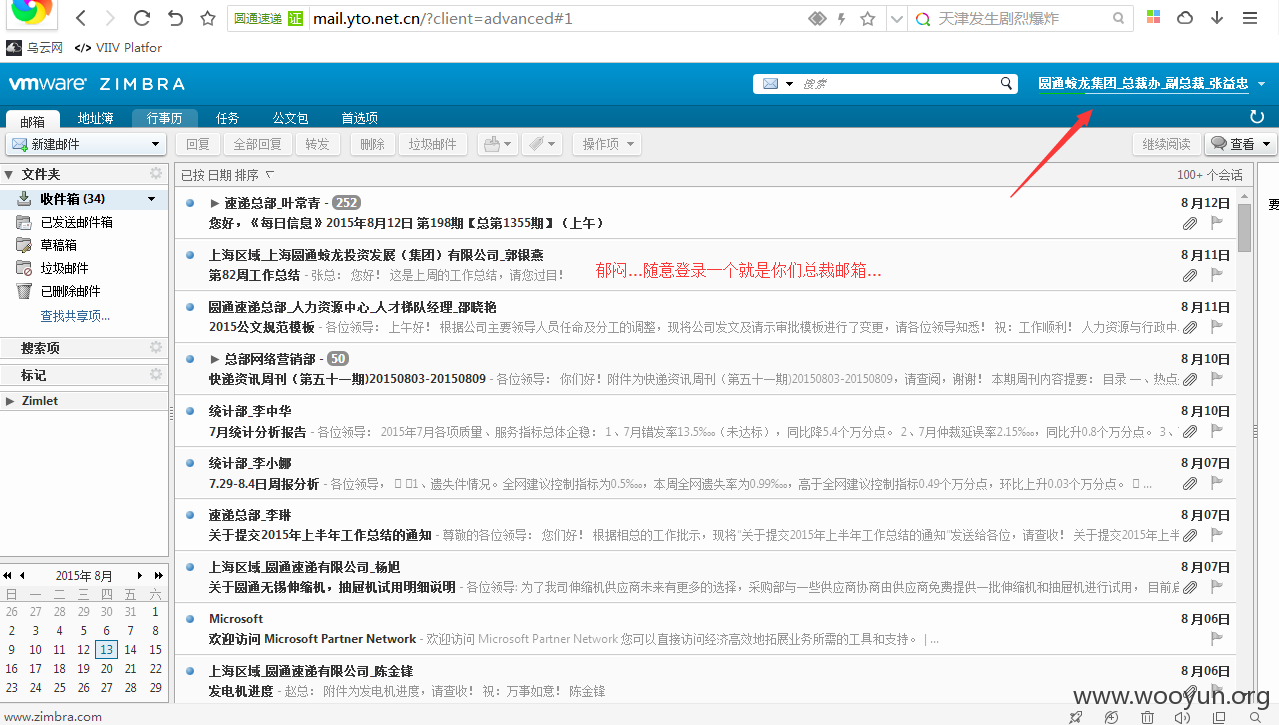 圆通速递 证 mail.yto.net.cn/?client=advanced#1 天津发生剧烈爆炸
乌云网 </> VIIV Platfor
vmware ZIMBRA 搜索 圆通蛟龙集团_总裁办_副总裁_张益忠
邮箱 地址簿 行事历 任务 公文包 首选项
新建邮件 回复 全部回复 转发 删除 垃圾邮件 操作项 继续阅读 查看
文件夹 已按 日期 排序 100+ 个会话
收件箱 (34)
已发送邮件箱
草稿箱
垃圾邮件
已删除邮件
查找共享项...
搜索项
标记
Zimlet
速递总部_叶常青 - 252 8 月12日
您好，《每日信息》2015年8月12日 第198期【总第1355期】（上午）
上海区域_上海圆通蛟龙投资发展（集团）有限公司_郭银燕 8 月11日
第82周工作总结 - 张总：您好！ 这是上周的工作总结，请您过目！
郁闷...随意登录一个就是你们总裁邮箱...
圆通速递总部_人力资源中心_人才梯队经理_邵晓艳 8 月11日
2015公文规范模板 - 各位领导： 上午好！ 根据公司主要领导人员任命及分工的调整，现将公司发文及请示审批模板进行了变更，请各位领导知悉！ 祝：工作顺利！ 人力资源与行政中.
总部网络营销部 - 50 8 月10日
快递资讯周刊（第五十一期)20150803-20150809 - 各位领导： 你们好！附件为快递资讯周刊（第五十一期)20150803-20150809，请查阅，谢谢！ 本期周刊内容提要： 目录 一、热点.
统计部_李中华 8 月10日
7月统计分析报告 - 各位领导： 2015年7月各项质量、服务指标总体企稳： 1、7月错发率13.5‱（未达标），同比降5.4个万分点。 2、7月仲裁延误率2.15‱，同比升0.8个万分点。 3、
统计部_李小娜 8 月07日
7.29-8.4日周报分析 - 各位领导， 1、遗失件情况。全网建议控制指标为0.5‱，本周全网遗失率为0.99‱，高于全网建议控制指标0.49个万分点，环比上升0.03个万分点。 ...
速递总部_李琳 8 月07日
关于提交2015年上半年工作总结的通知 - 尊敬的各位领导： 您们好！ 根据相总的工作批示，现将“关于提交2015年上半年工作总结的通知”发送给各位，请查收！ 关于提交2015年上半
上海区域_圆通速递有限公司_杨旭 8 月07日
关于圆通无锡伸缩机，抽屉机试用明细说明 - 各位领导: 为了我司伸缩机供应商未来有更多的选择，采购部与一些供应商协商由供应商免费提供一批伸缩机和抽屉机进行试用， 目前
Microsoft 8 月06日
欢迎访问 Microsoft Partner Network - 欢迎访问 Microsoft Partner Network 您可以直接访问经济高效地拓展业务所需的工具和支持。 | ...
上海区域_圆通速递有限公司_陈金锋 8 月06日
发电机进度 - 赵总：附件为发电机进度，请查收！ 祝：万事如意！ 陈金锋
2015年 8月
日 一 二 三 四 五 六
26 27 28 29 30 31 1
2 3 4 5 6 7 8
9 10 11 12 13 14 15
16 17 18 19 20 21 22
23 24 25 26 27 28 29
www.wooyun.org
www.zimbra.com